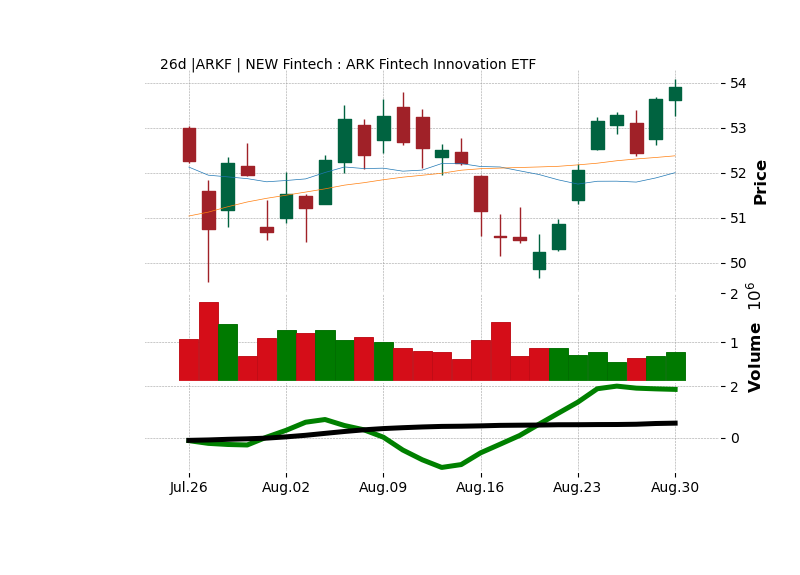 26d |ARKF | NEW Fintech : ARK Fintech Innovation ETF
54
53
52
51
50
Price
2
1
Volume 10^6
2
0
Jul.26 Aug.02 Aug.09 Aug.16 Aug.23 Aug.30